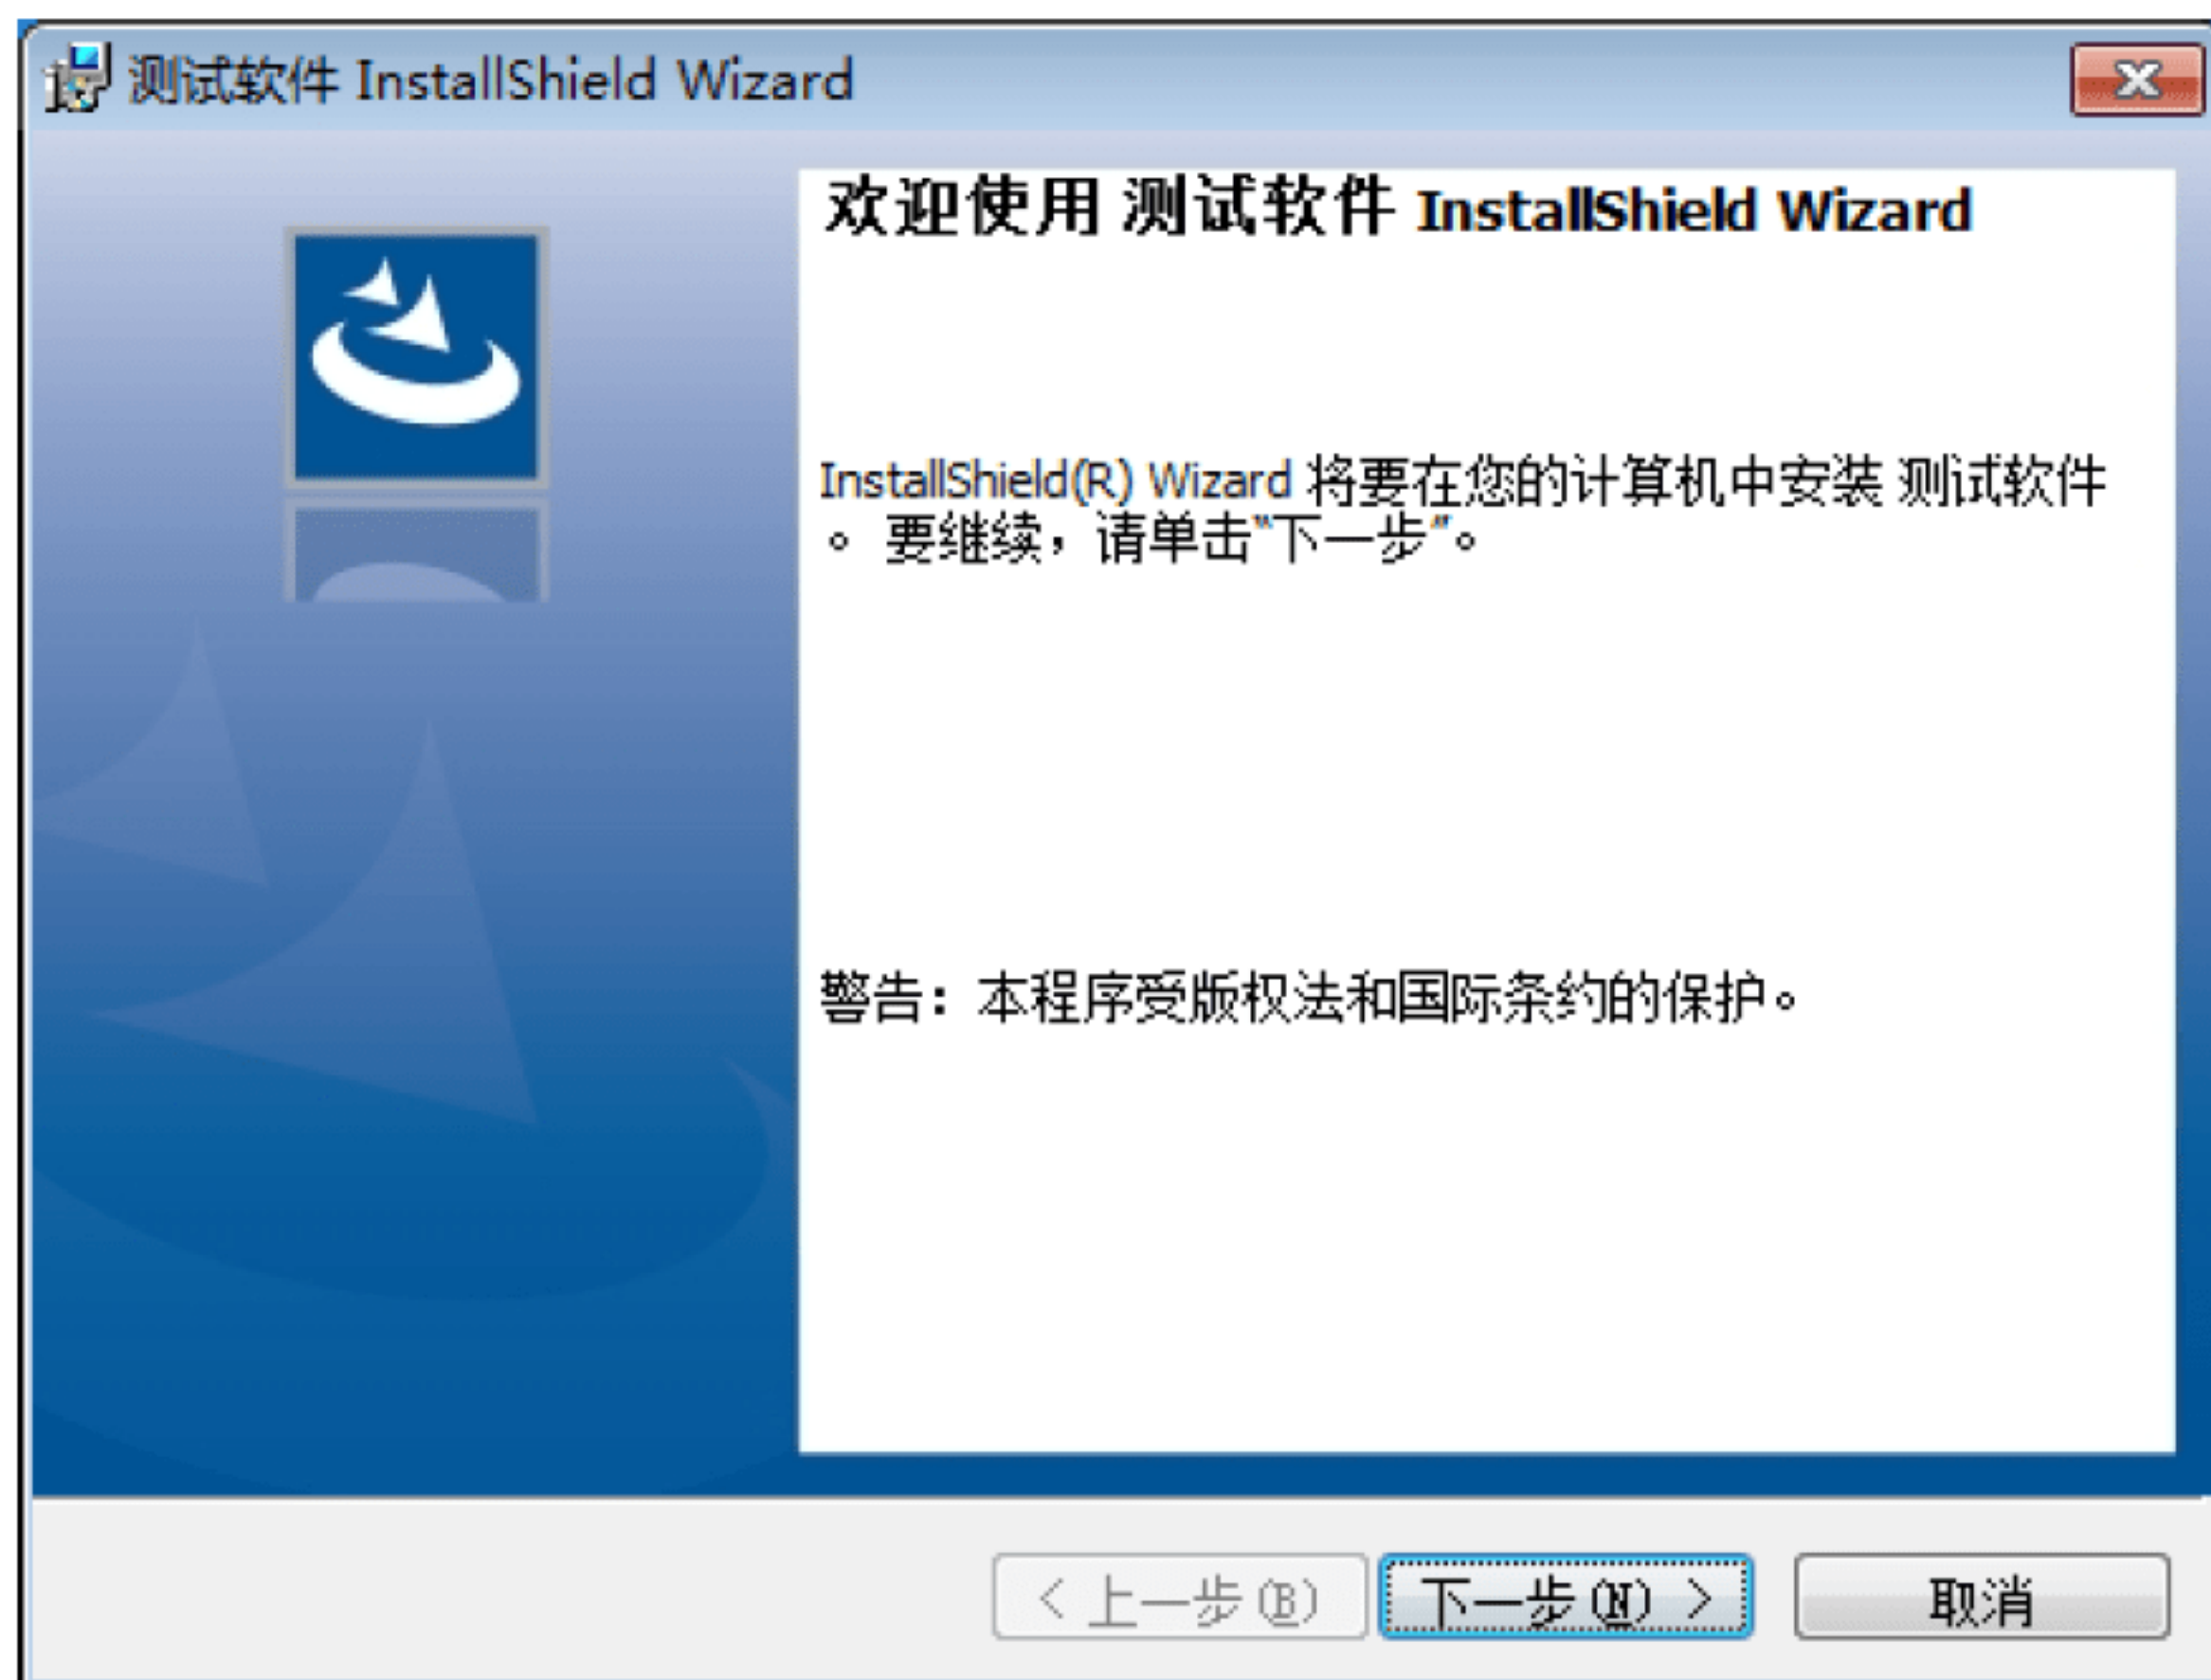 测试软件 InstallShield Wizard
欢迎使用 测试软件 InstallShield Wizard
InstallShield(R) Wizard 将要在您的计算机中安装 测试软件
。 要继续，请单击“下一步”。
警告：本程序受版权法和国际条约的保护。
< 上一步(B)
下一步(N) >
取消